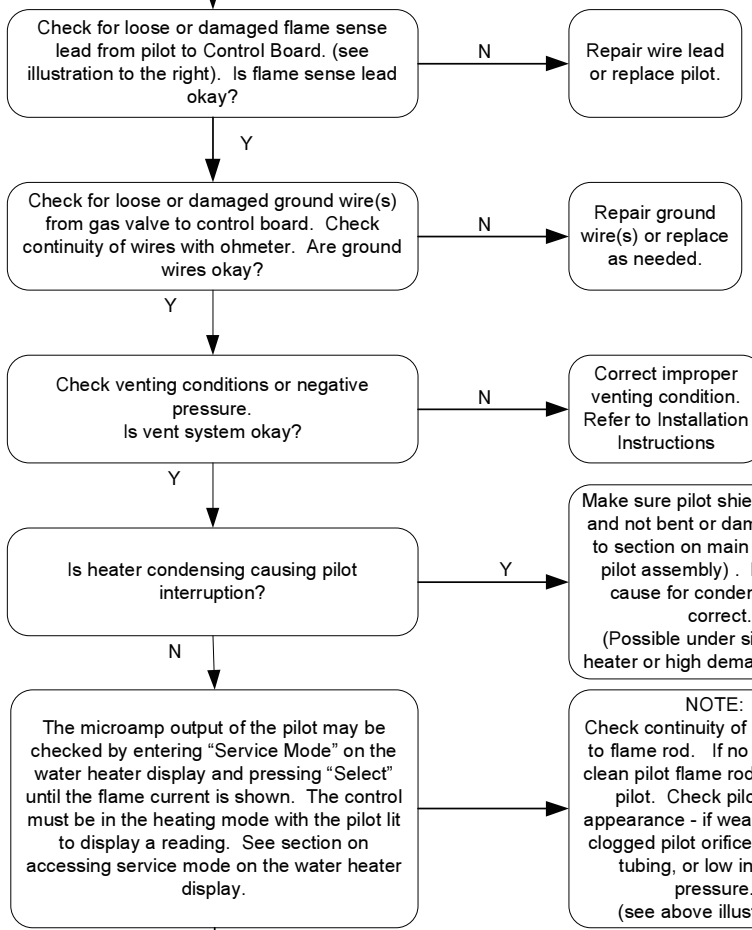 Check for loose or damaged flame sense
lead from pilot to Control Board. (see
illustration to the right). Is flame sense lead
okay?
N
Repair wire lead
or replace pilot.
Y
Check for loose or damaged ground wire(s)
from gas valve to control board. Check
continuity of wires with ohmeter. Are ground
wires okay?
N
Repair ground
wire(s) or replace
as needed.
Y
Check venting conditions or negative
pressure.
Is vent system okay?
N
Correct improper
venting condition.
Refer to Installation
Instructions
Y
Is heater condensing causing pilot
interruption?
Y
Make sure pilot
and not bent or
to section on main
pilot assembly) .
cause for
correct.
(Possible under
heater or high
N
The microamp output of the pilot may be
checked by entering “Service Mode” on the
water heater display and pressing “Select”
until the flame current is shown. The control
must be in the heating mode with the pilot lit
to display a reading. See section on
accessing service mode on the water heater
display.
NOTE:
Check continuity of
to flame rod. If no
clean pilot flame rod
pilot. Check
appearance - if
clogged pilot orifice
tubing, or low
pressure.
(see above